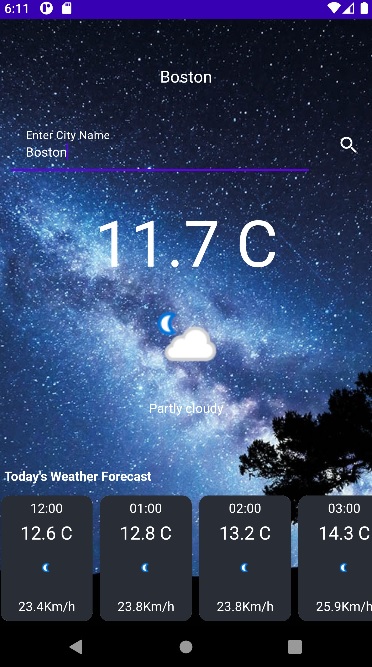 6:11
Boston
Enter City Name
Boston
11.7 C
Partly cloudy
Today's Weather Forecast
12:00 01:00 02:00 03:00
12.6 C 12.8 C 13.2 C 14.3 C
23.4Km/h 23.8Km/h 23.8Km/h 25.9Km/h